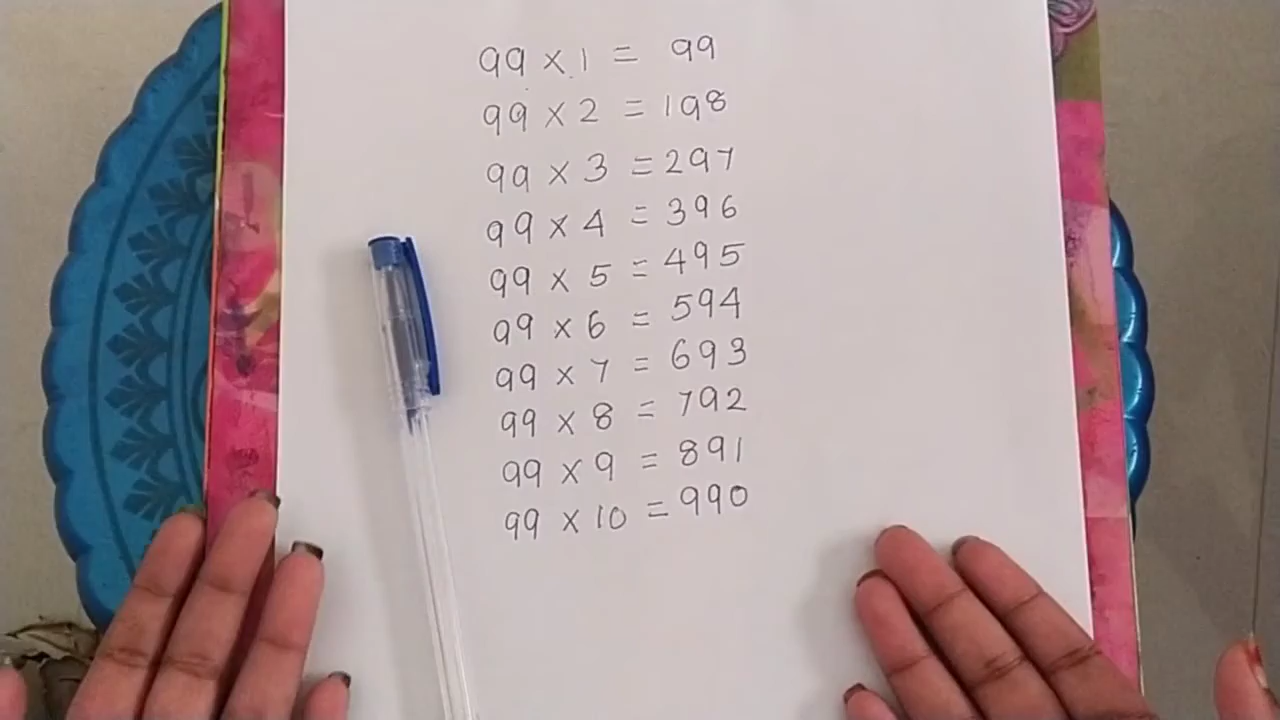 99 × 1 = 99
99 × 2 = 198
99 × 3 = 297
99 × 4 = 396
99 × 5 = 495
99 × 6 = 594
99 × 7 = 693
99 × 8 = 792
99 × 9 = 891
99 × 10 = 990